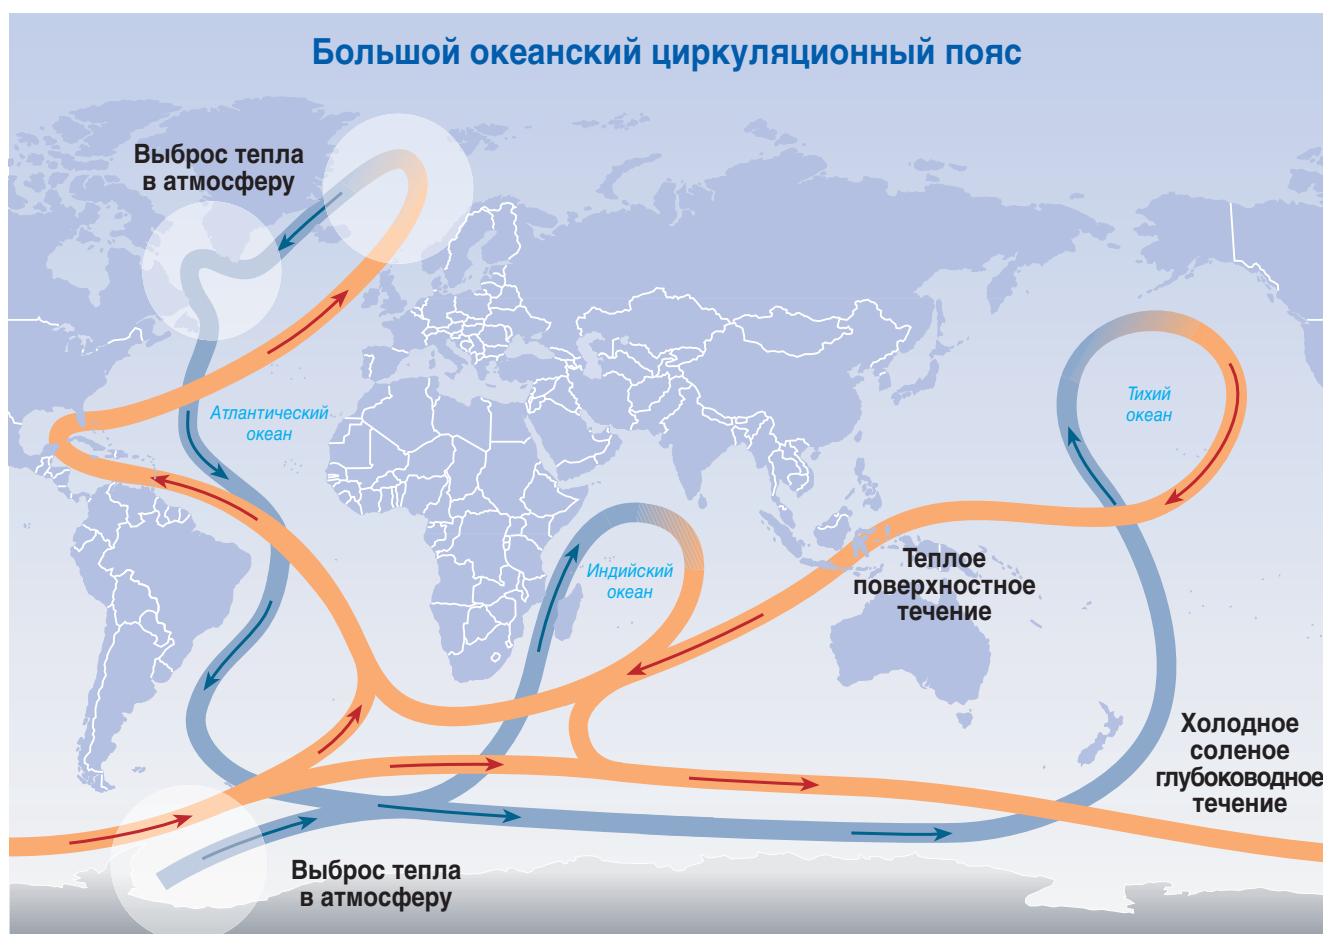 Большой океанский циркуляционный пояс
Выброс тепла
в атмосферу
Атлантический
океан
Тихий
океан
Индийский
океан
Теплое
поверхностное
течение
Холодное
соленое
глубоководное
течение
Выброс тепла
в атмосферу